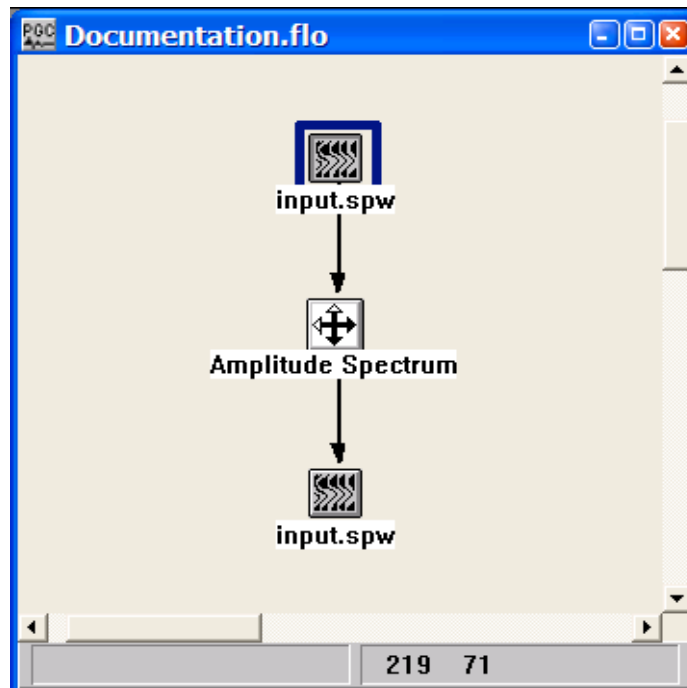 PGC Documentation.flo
input.spw
Amplitude Spectrum
input.spw
219 71